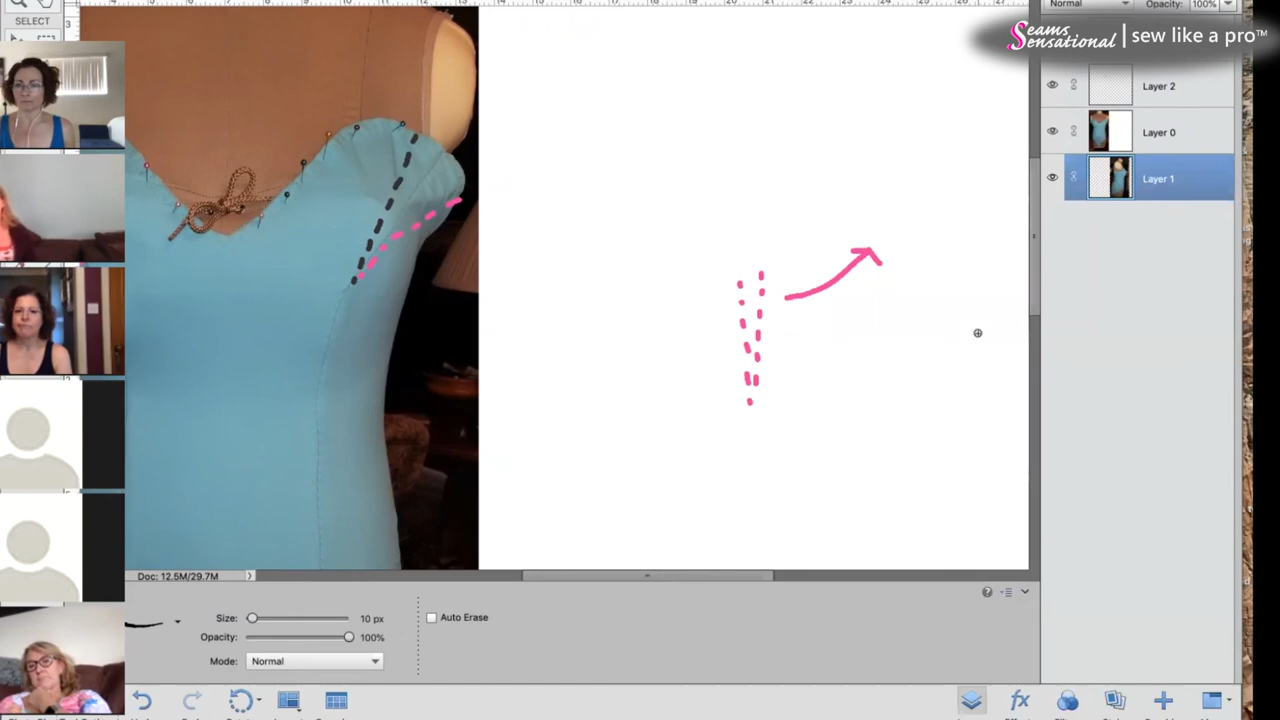 Normal
Opacity: 100%
SELECT
Seams Sensational | sew like a pro™
Layer 2
Layer 0
Layer 1
Doc: 12.5M/29.7M
Size: 10 px
Auto Erase
Opacity: 100%
Mode: Normal